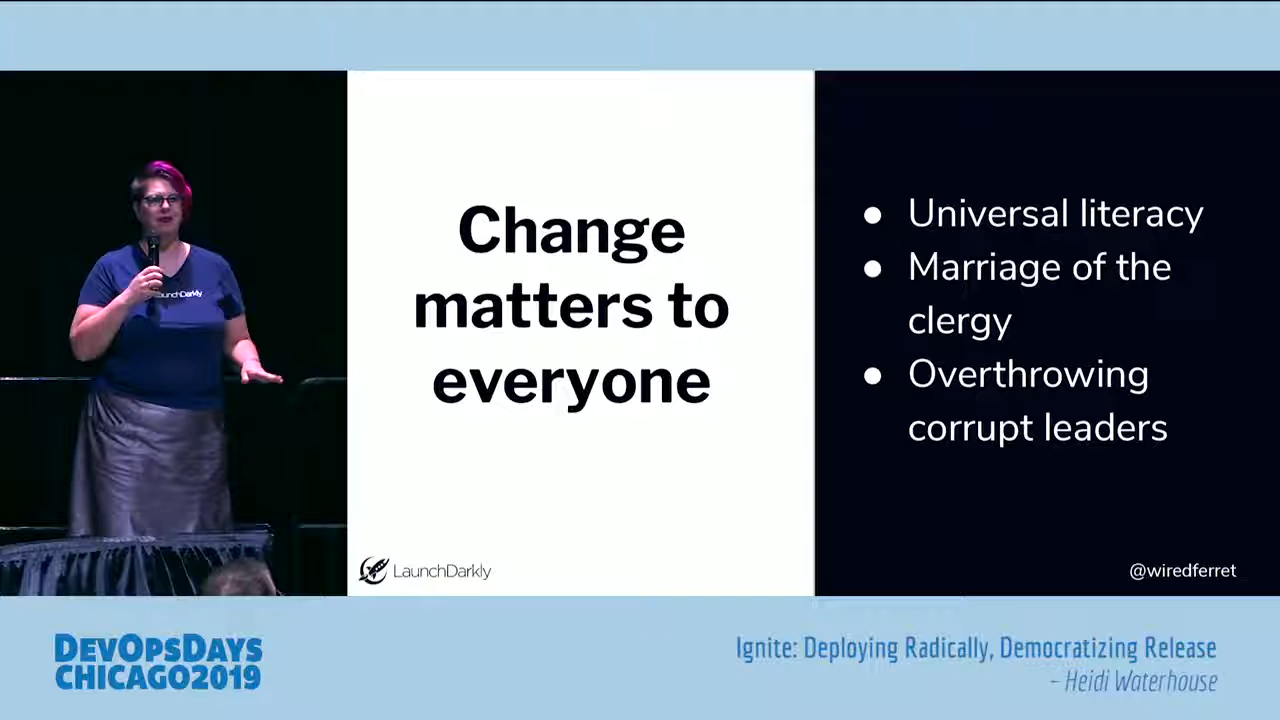 LaunchDarkly
Change
matters to
everyone
LaunchDarkly
● Universal literacy
● Marriage of the
clergy
● Overthrowing
corrupt leaders
@wiredferret
DEVOPSDAYS
CHICAGO2019
Ignite: Deploying Radically, Democratizing Release
- Heidi Waterhouse